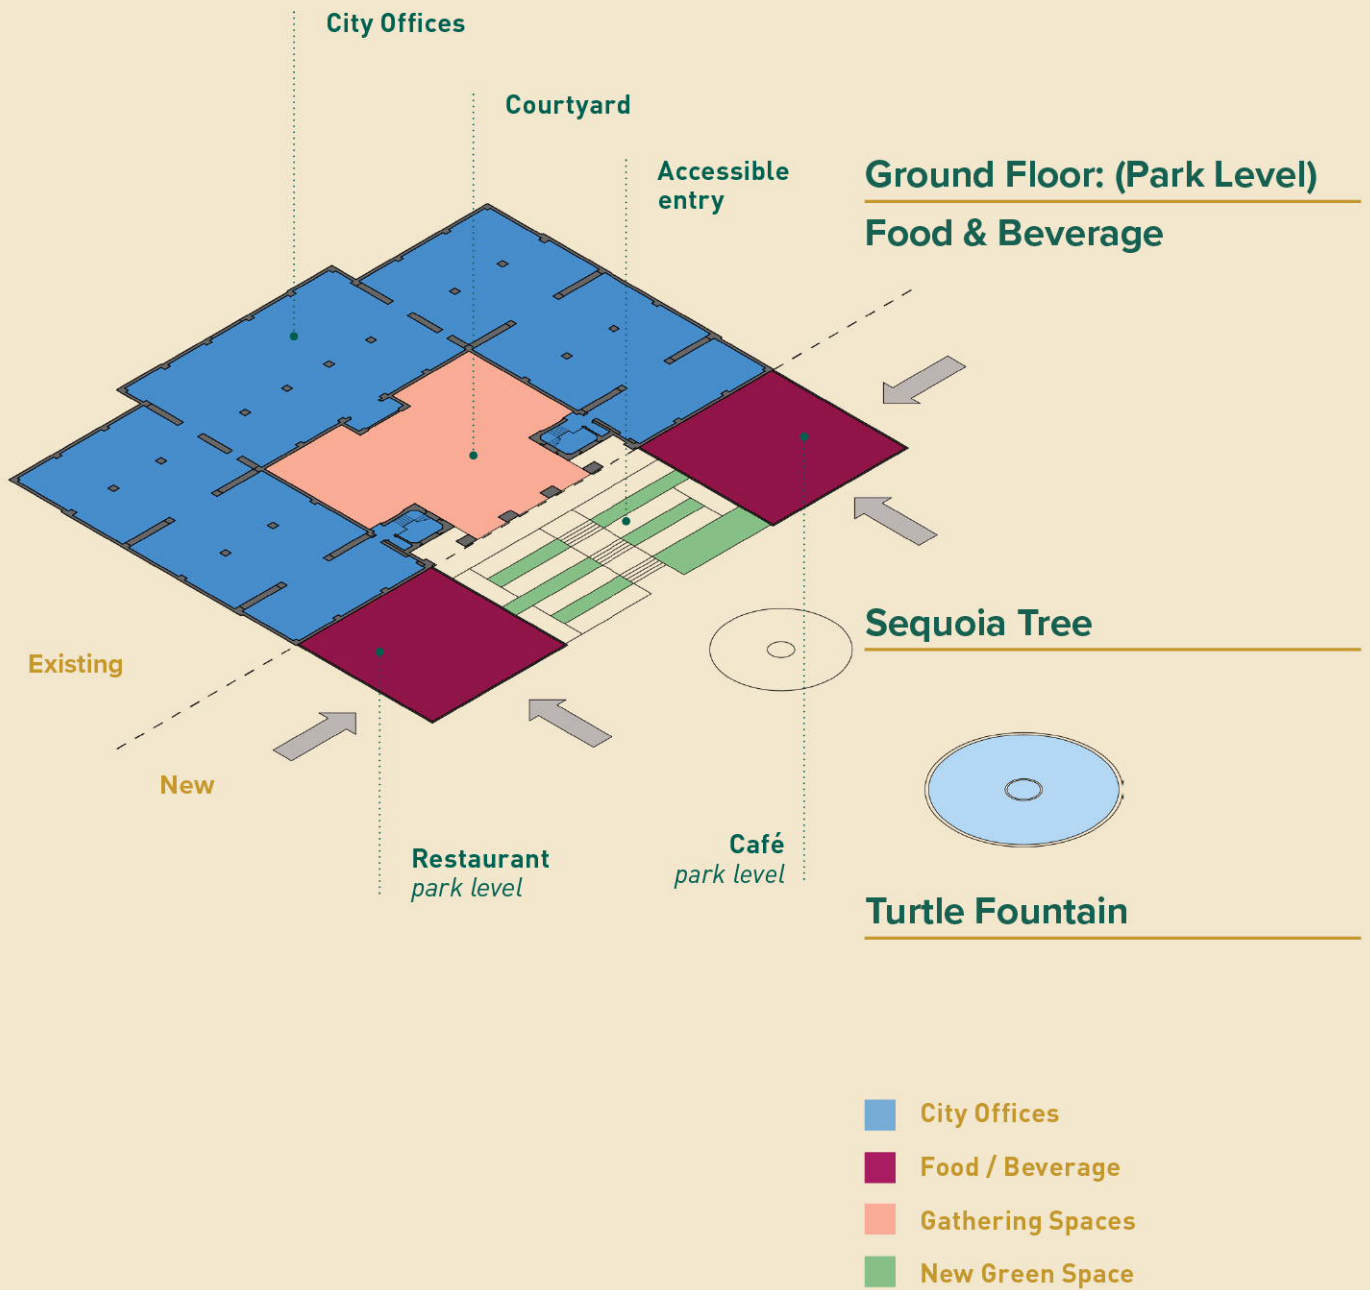 City Offices
Courtyard
Accessible
entry
Ground Floor: (Park Level)
Food & Beverage
Sequoia Tree
Existing
New
Restaurant
park level
Café
park level
Turtle Fountain
City Offices
Food / Beverage
Gathering Spaces
New Green Space